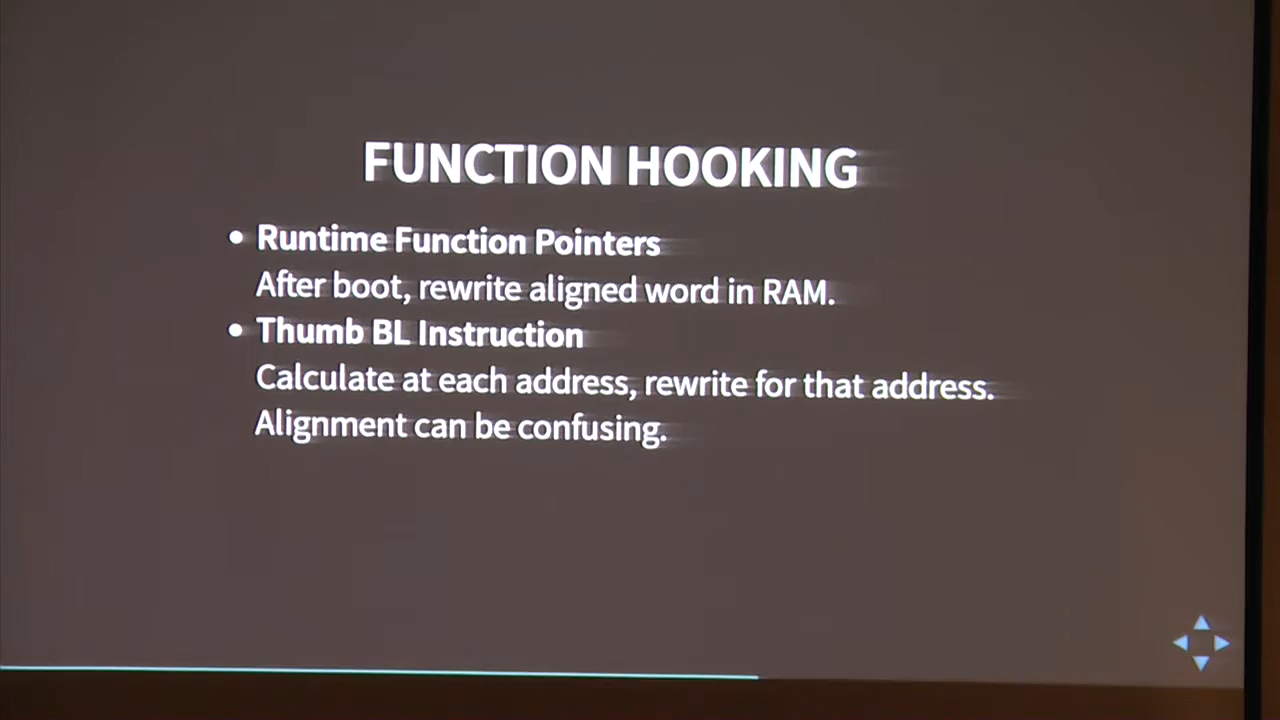 FUNCTION HOOKING
• Runtime Function Pointers
After boot, rewrite aligned word in RAM.
• Thumb BL Instruction
Calculate at each address, rewrite for that address.
Alignment can be confusing.